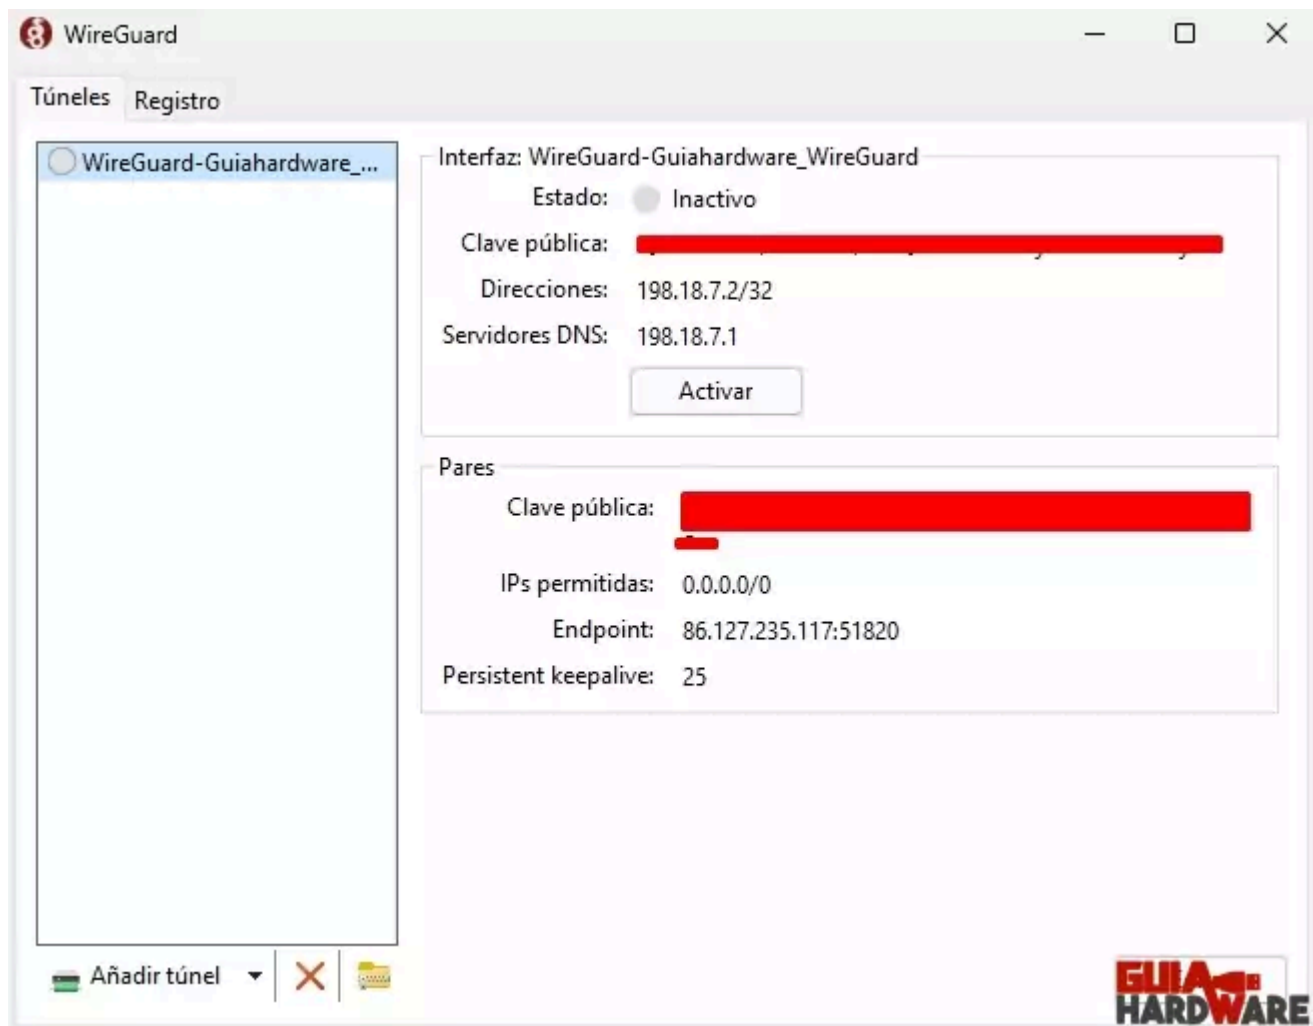 WireGuard
Túneles
Registro
WireGuard-Guiahardware_...
Interfaz: WireGuard-Guiahardware_WireGuard
Estado: Inactivo
Clave pública:
Direcciones: 198.18.7.2/32
Servidores DNS: 198.18.7.1
Activar
Pares
Clave pública:
IPs permitidas: 0.0.0.0/0
Endpoint: 86.127.235.117:51820
Persistent keepalive: 25
Añadir túnel
GUIA
HARDWARE